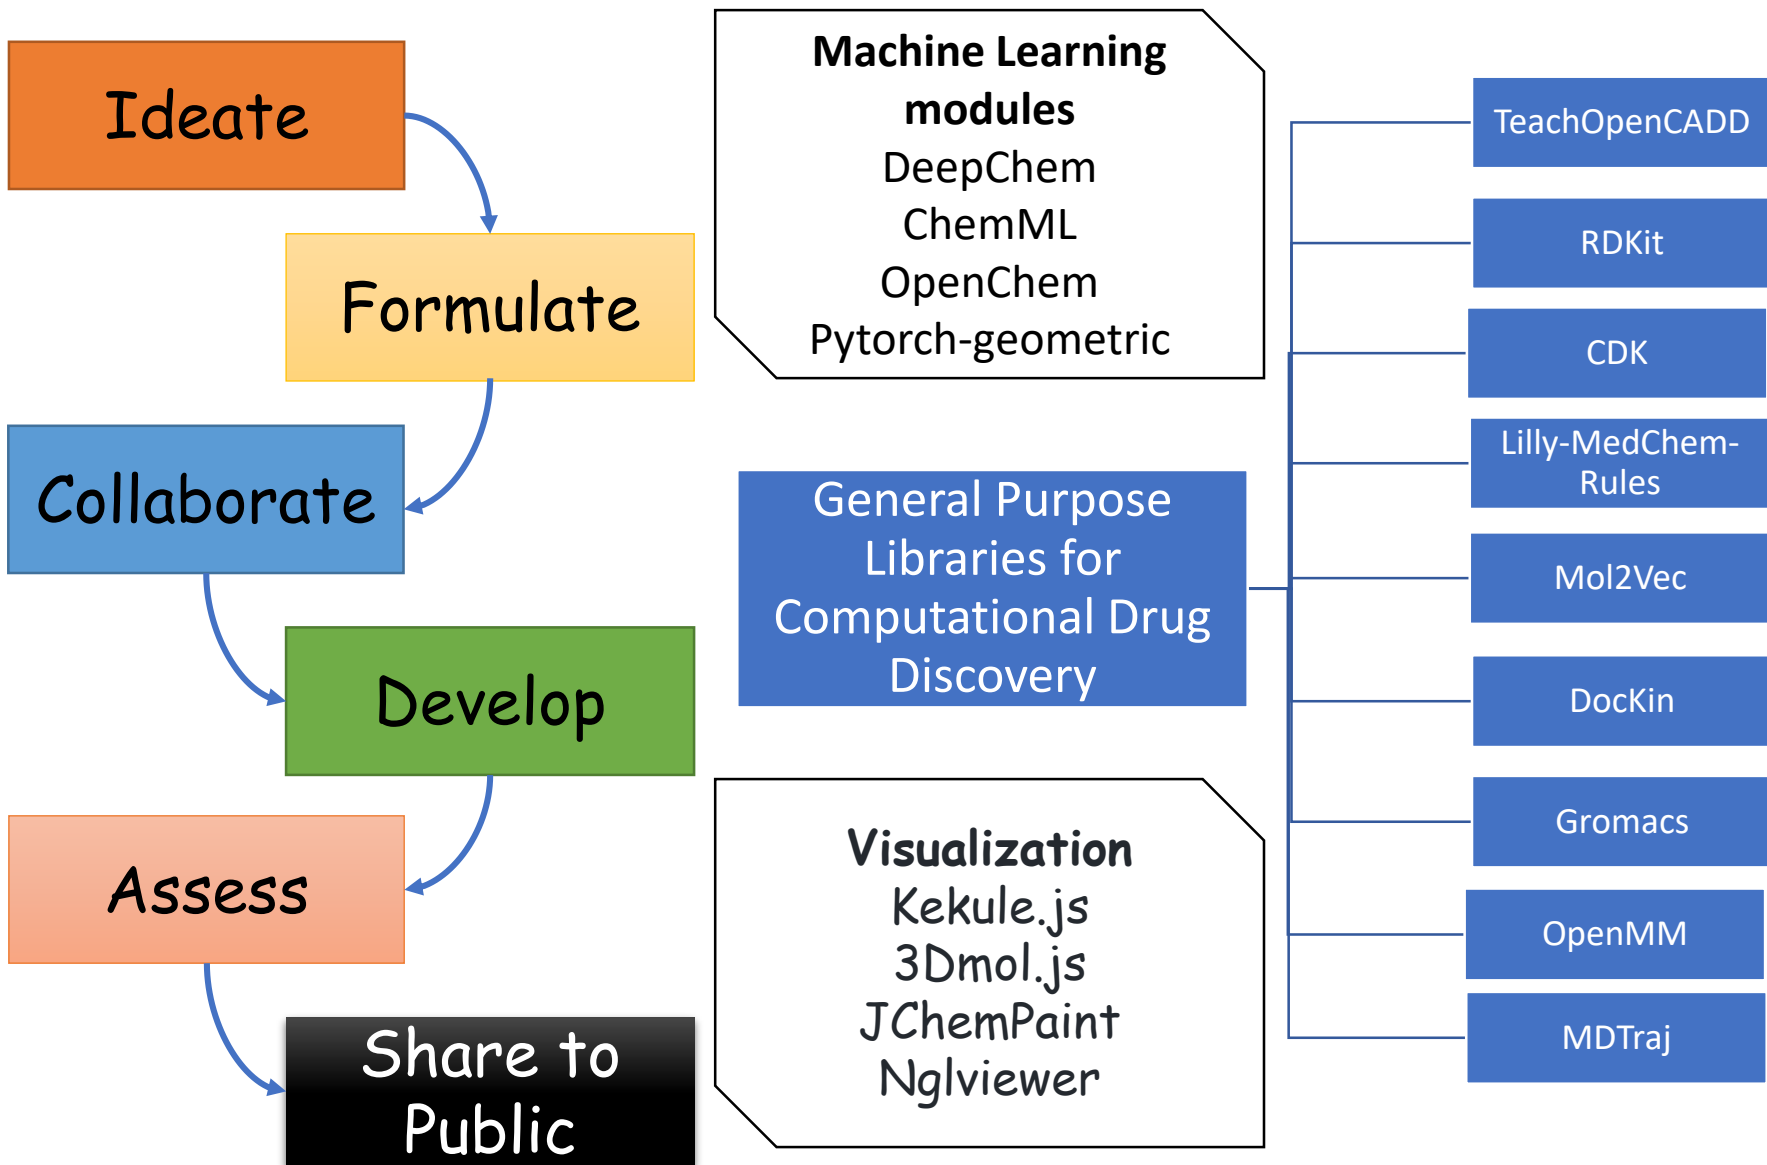 Ideate
Formulate
Collaborate
Develop
Assess
Share to
Public
Machine Learning
modules
DeepChem
ChemML
OpenChem
Pytorch-geometric
General Purpose
Libraries for
Computational Drug
Discovery
Visualization
Kekule.js
3Dmol.js
JChemPaint
Nglviewer
TeachOpenCADD
RDKit
CDK
Lilly-MedChem-
Rules
Mol2Vec
DocKin
Gromacs
OpenMM
MDTraj